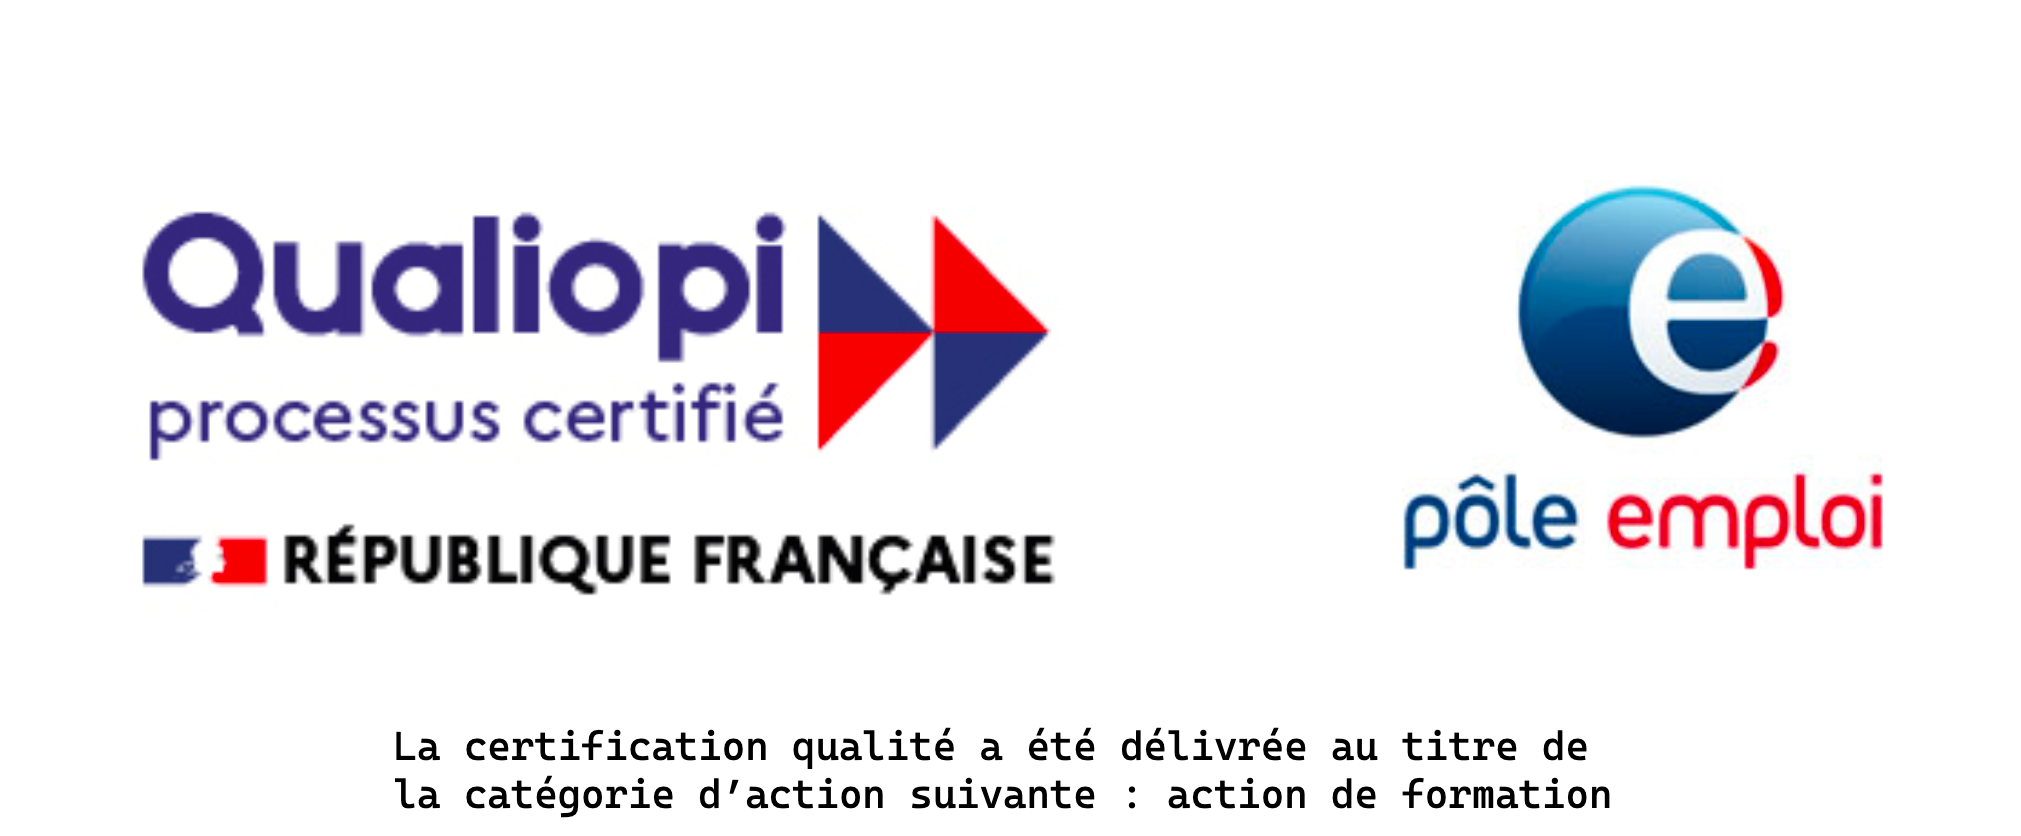 Qualiopi
processus certifié
RÉPUBLIQUE FRANÇAISE
e
pôle emploi
La certification qualité a été délivrée au titre de
la catégorie d’action suivante : action de formation